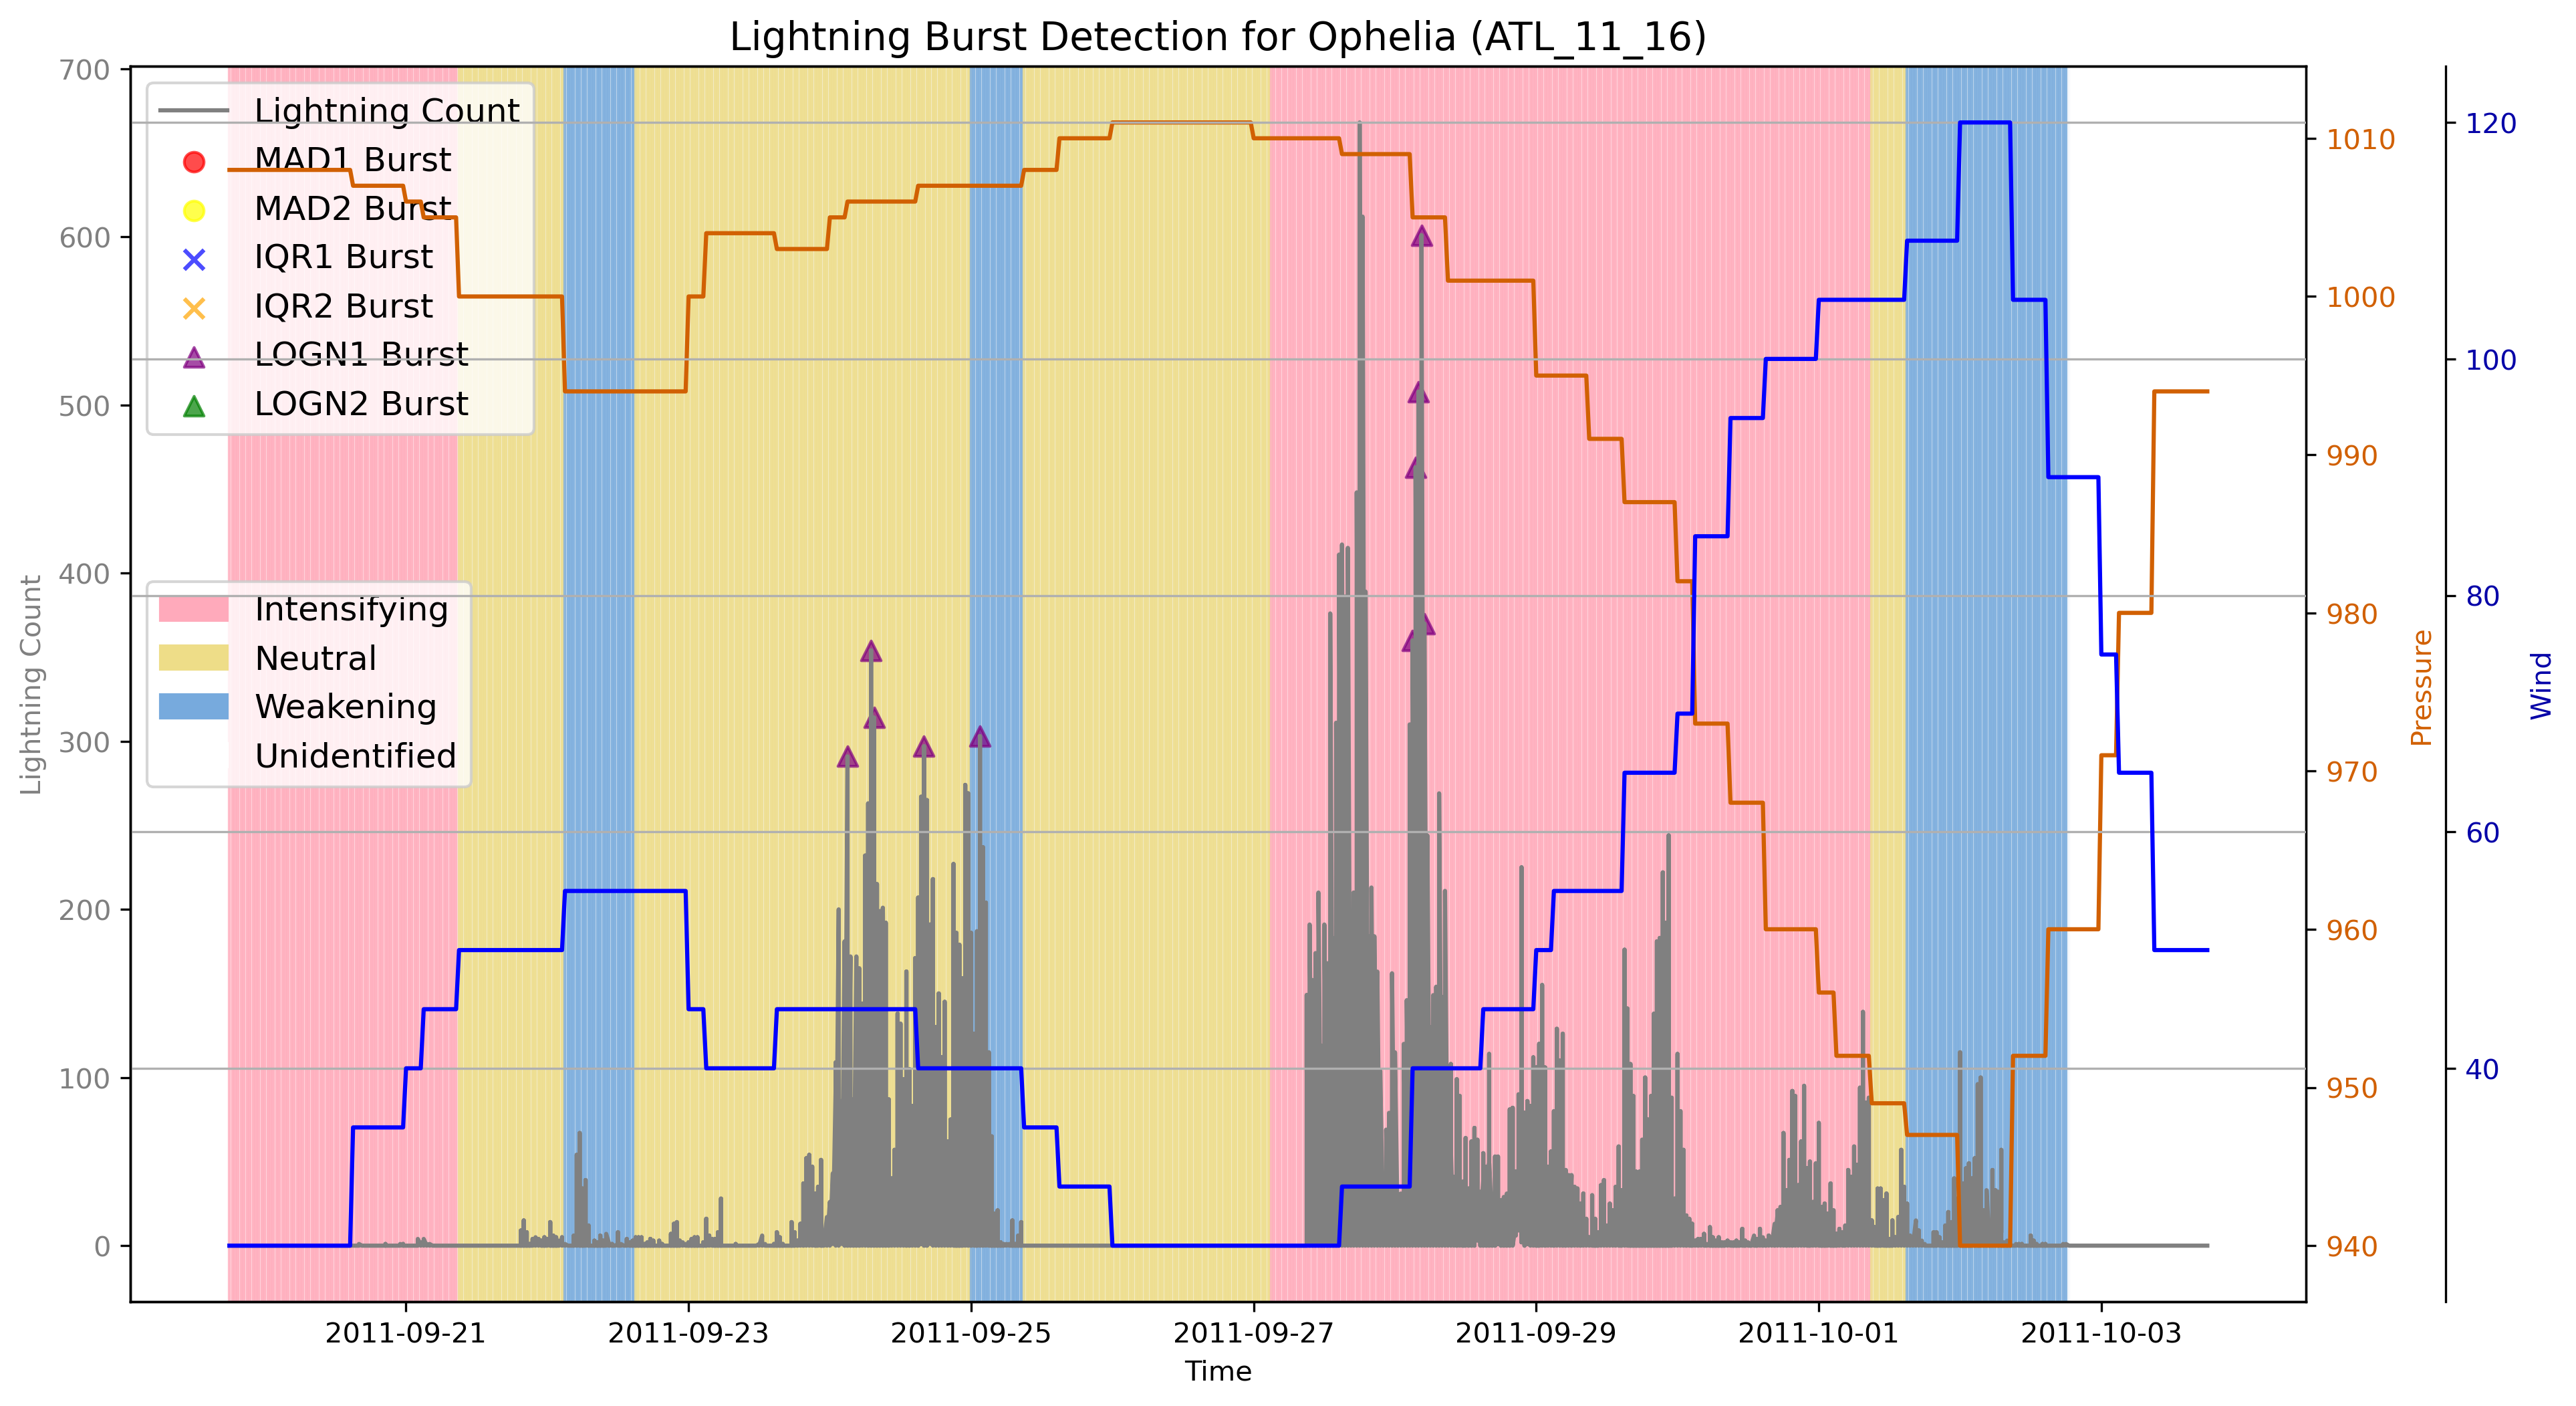 Lightning Burst Detection for Ophelia (ATL_11_16)
Lightning Count
700
600
500
400
300
200
100
0
Lightning Count
MAD1 Burst
MAD2 Burst
IQR1 Burst
IQR2 Burst
LOGN1 Burst
LOGN2 Burst
Intensifying
Neutral
Weakening
Unidentified
1010
1000
990
980
970
960
950
940
Pressure
120
100
80
60
40
Wind
2011-09-21
2011-09-23
2011-09-25
2011-09-27
2011-09-29
2011-10-01
2011-10-03
Time